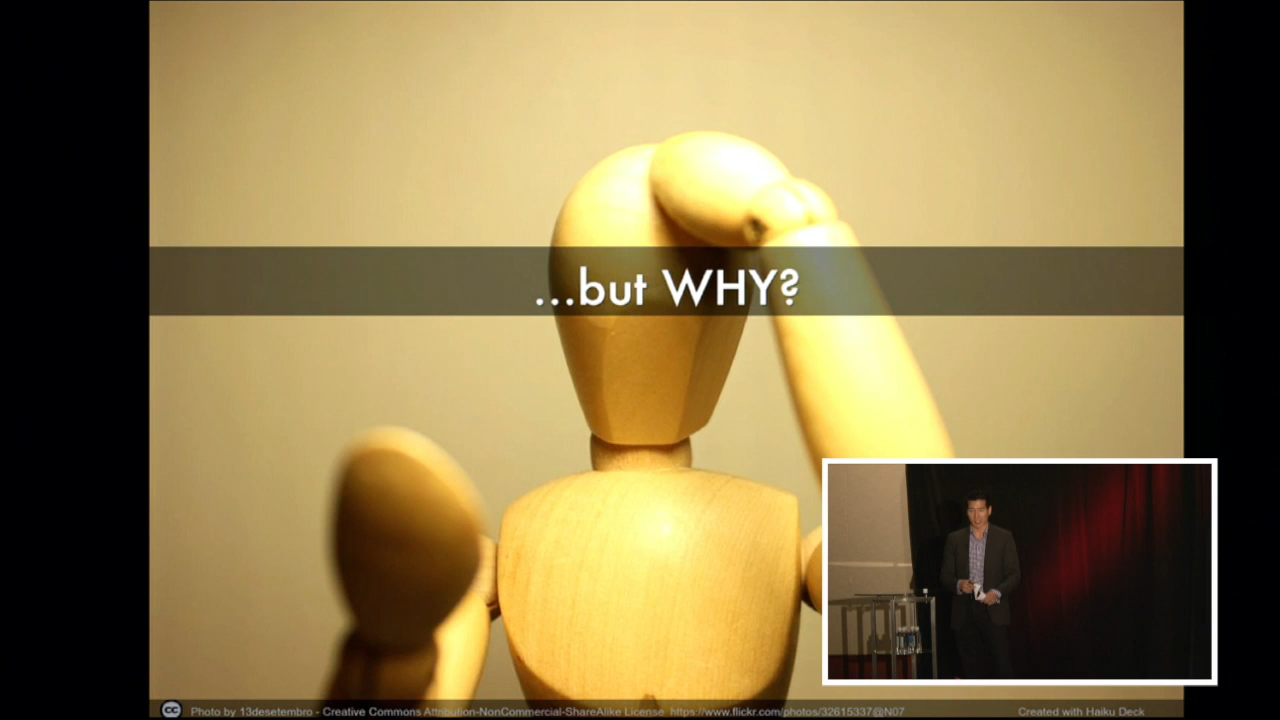 ...but WHY?
Photo by 13desetembro - Creative Commons Attribution-NonCommercial-ShareAlike License https://www.flickr.com/photos/32615337@N07
Created with Haiku Deck